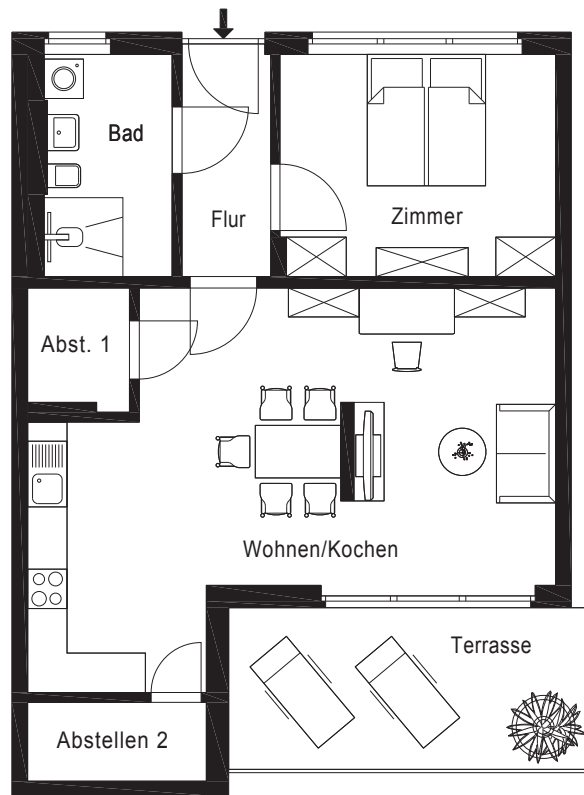 Bad
Flur
Zimmer
Abst. 1
Wohnen/Kochen
Terrasse
Abstellen 2